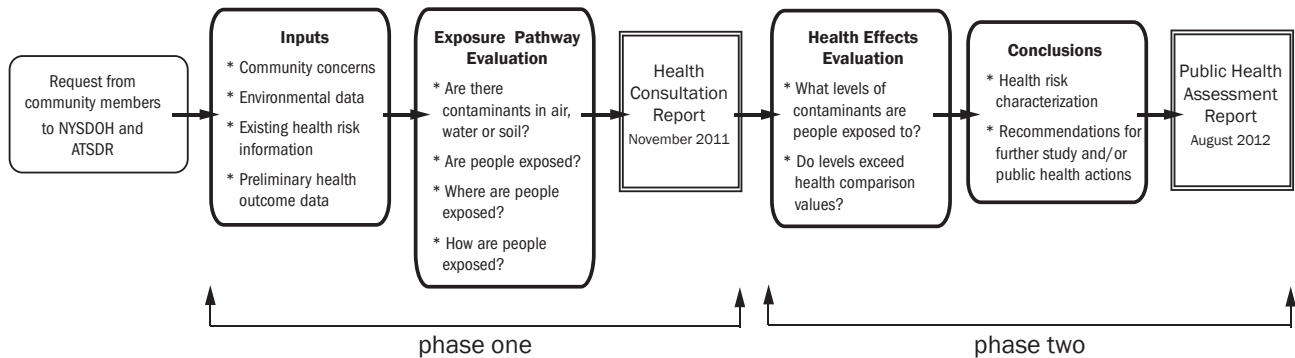 Request from
community members
to NYSDOH and
ATSDR
Inputs
* Community concerns
* Environmental data
* Existing health risk
information
* Preliminary health
outcome data
Exposure Pathway
Evaluation
* Are there
contaminants in air,
water or soil?
* Are people exposed?
* Where are people
exposed?
* How are people
exposed?
Health
Consultation
Report
November 2011
Health Effects
Evaluation
* What levels of
contaminants are
people exposed to?
* Do levels exceed
health comparison
values?
Conclusions
* Health risk
characterization
* Recommendations for
further study and/or
public health actions
Public Health
Assessment
Report
August 2012
phase one
phase two